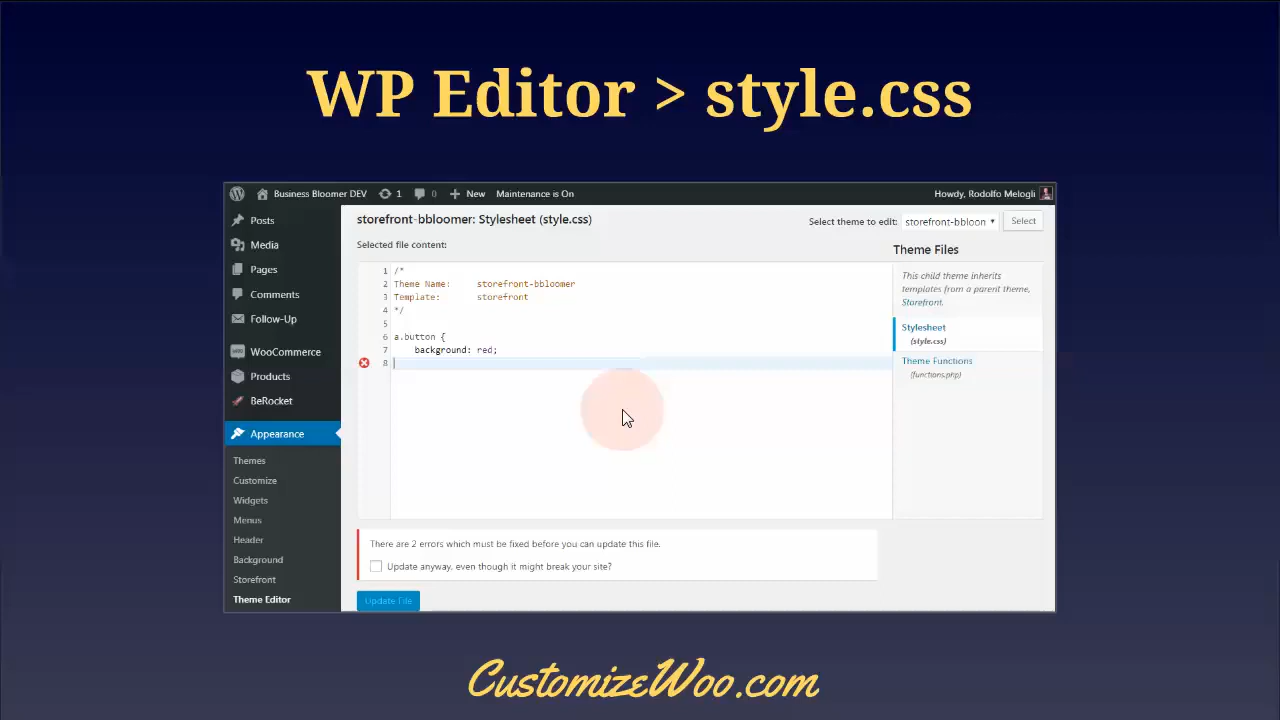 WP Editor > style.css
Business Bloomer DEV 1 0 New Maintenance is On Howdy, Rodolfo Melogli
Posts
Media
Pages
Comments
Follow-Up
WooCommerce
Products
BeRocket
Appearance
Themes
Customize
Widgets
Menus
Header
Background
Storefront
Theme Editor
storefront-bbloomer: Stylesheet (style.css)
Select theme to edit: storefront-bbloon Select
Selected file content:
1 /*
2 Theme Name: storefront-bbloomer
3 Template: storefront
4 */
5
6 a.button {
7 background: red;
8
Theme Files
This child theme inherits
templates from a parent theme,
Storefront.
Stylesheet
(style.css)
Theme Functions
(functions.php)
There are 2 errors which must be fixed before you can update this file.
Update anyway, even though it might break your site?
Update File
CustomizeWoo.com